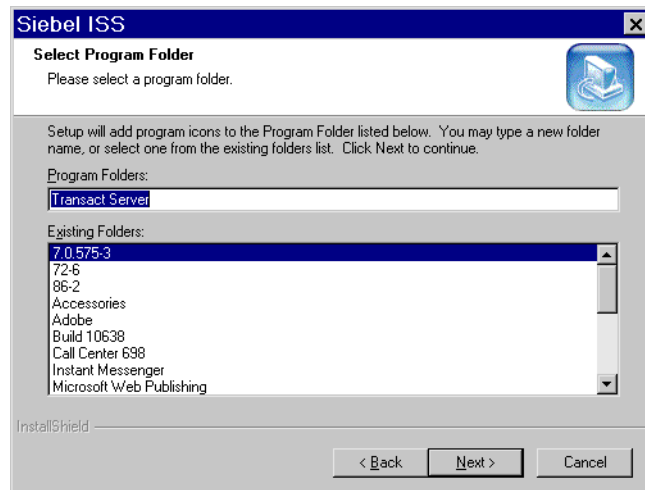 Siebel ISS
Select Program Folder
Please select a program folder.
Setup will add program icons to the Program Folder listed below. You may type a new folder
name, or select one from the existing folders list. Click Next to continue.
Program Folders:
Transact Server
Existing Folders:
7.0.575-3
72-6
86-2
Accessories
Adobe
Build 10638
Call Center 698
Instant Messenger
Microsoft Web Publishing
InstallShield
< Back Next > Cancel